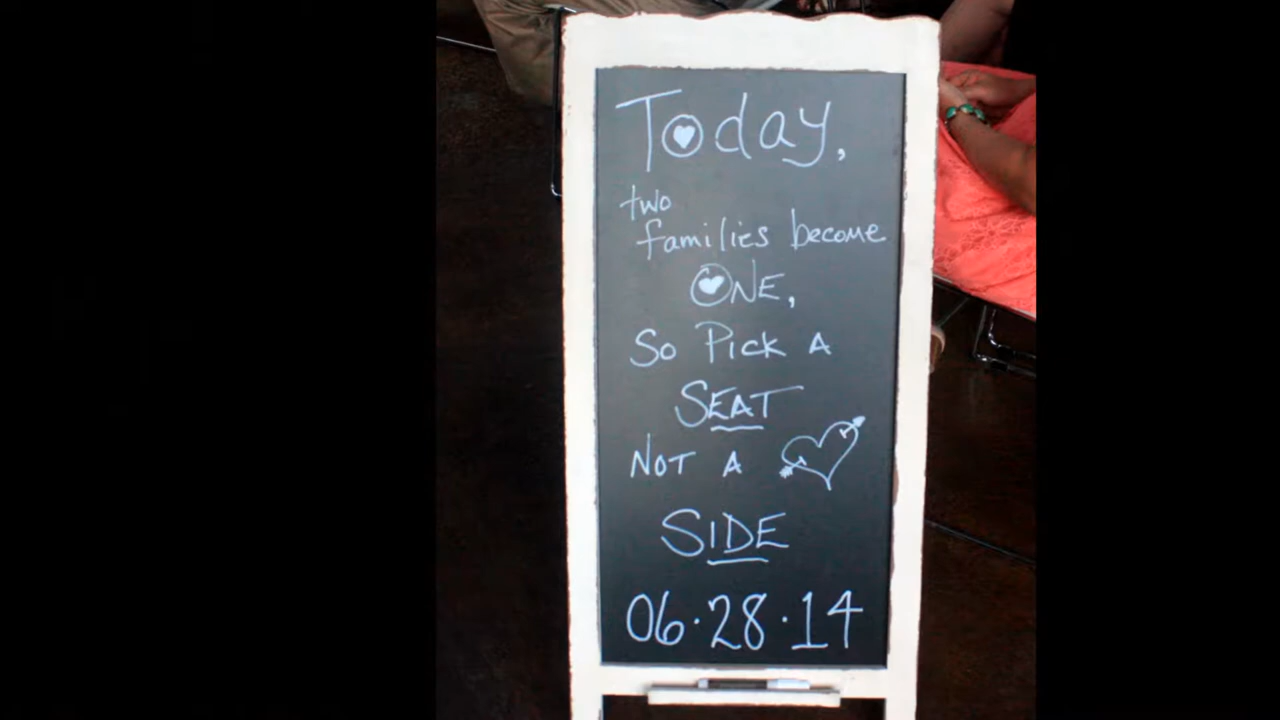 Today,
two
families become
ONE,
So Pick A
SEAT
NOT A
SIDE
06·28·14